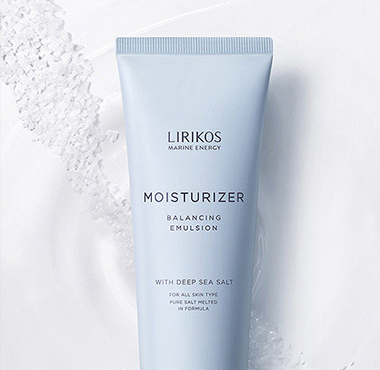 LIRIKOS
MARINE ENERGY
MOISTURIZER
BALANCING
EMULSION
WITH DEEP SEA SALT
FOR ALL SKIN TYPE
PURE SALT MELTED
IN FORMULA